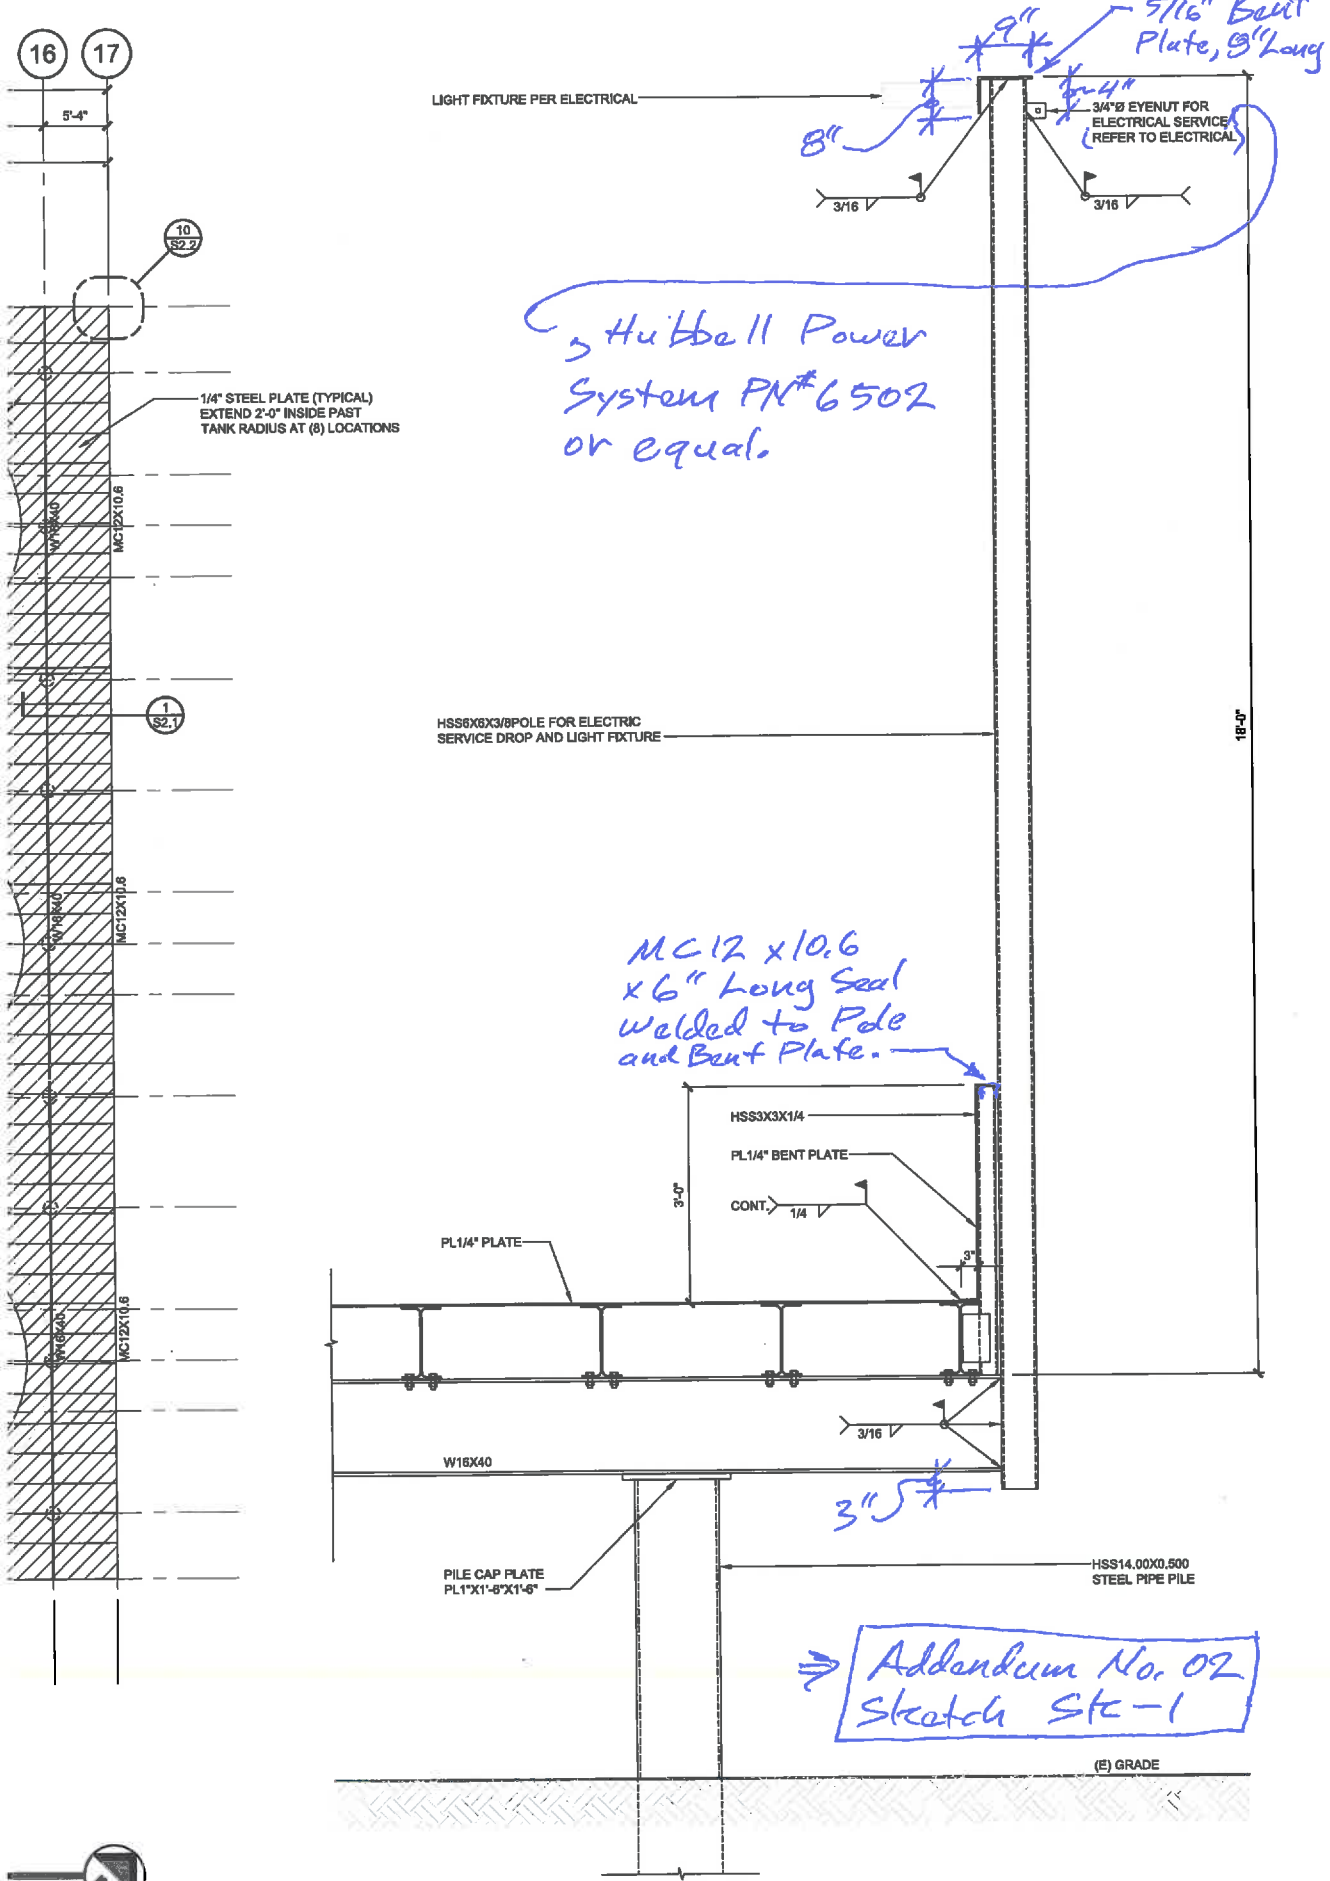 16 17
5'-4"
10
S2.2
1/4" STEEL PLATE (TYPICAL)
EXTEND 2'-0" INSIDE PAST
TANK RADIUS AT (8) LOCATIONS
W16X40
MC12X10.6
1
S2.1
W16X40
MC12X10.6
W16X40
MC12X10.6
9"
5/16" Bent
Plate, 9" Long
LIGHT FIXTURE PER ELECTRICAL
8"
4"
3/4"Ø EYENUT FOR
ELECTRICAL SERVICE
(REFER TO ELECTRICAL)
3/16
3/16
, Hubbell Power
System PN#6502
or equal.
HSS6X6X3/8POLE FOR ELECTRIC
SERVICE DROP AND LIGHT FIXTURE
18'-0"
MC12 x10.6
x 6" Long Seal
Welded to Pole
and Bent Plate.
HSS3X3X1/4
PL1/4" BENT PLATE
3'-0"
CONT.
1/4
3"
PL1/4" PLATE
3/16
W16X40
3"
PILE CAP PLATE
PL1"X1'-6"X1'-6"
HSS14.00X0.500
STEEL PIPE PILE
Addendum No. 02
Sketch SK-1
(E) GRADE